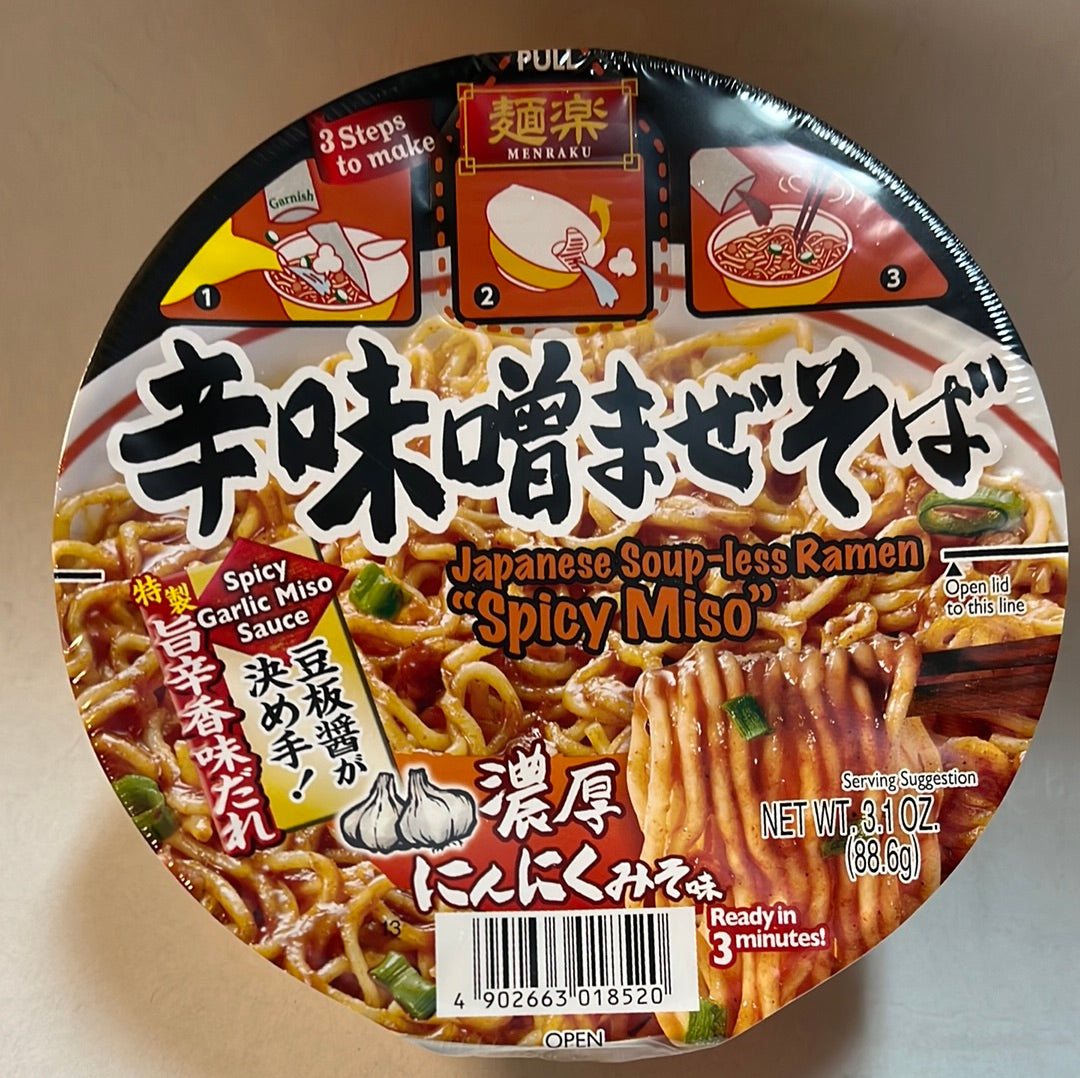 PULL
3 Steps
to make
麺楽
MENRAKU
Garnish
1
2
3
辛味噌まぜそば
Japanese Soup-less Ramen
"Spicy Miso"
Open lid
to this line
Spicy
Garlic Miso
Sauce
特製
旨辛香味だれ
豆板醤が
決め手!
濃厚
にんにくみそ味
Serving Suggestion
NET WT. 3.1 OZ.
(88.6g)
Ready in
3 minutes!
13
4 902663 018520
OPEN